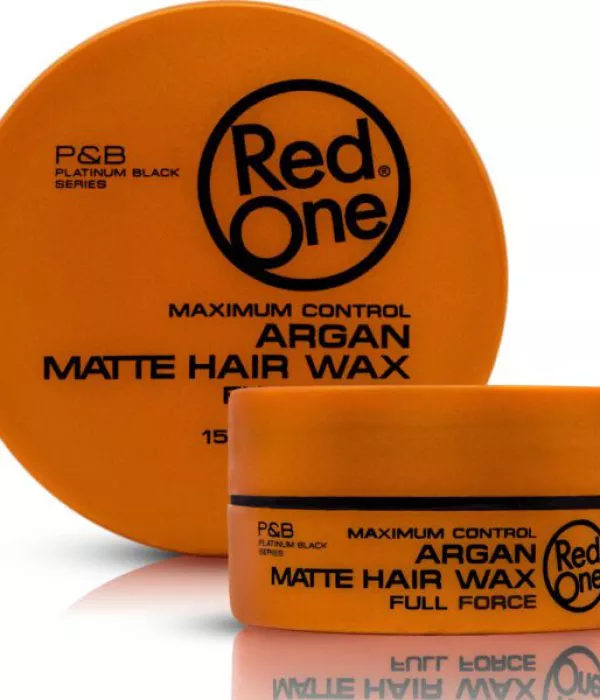 P&B
PLATINUM BLACK
SERIES
Red®
One
MAXIMUM CONTROL
ARGAN
MATTE HAIR WAX
15
P&B
PLATINUM BLACK
SERIES
MAXIMUM CONTROL
ARGAN
MATTE HAIR WAX
FULL FORCE
Red
One